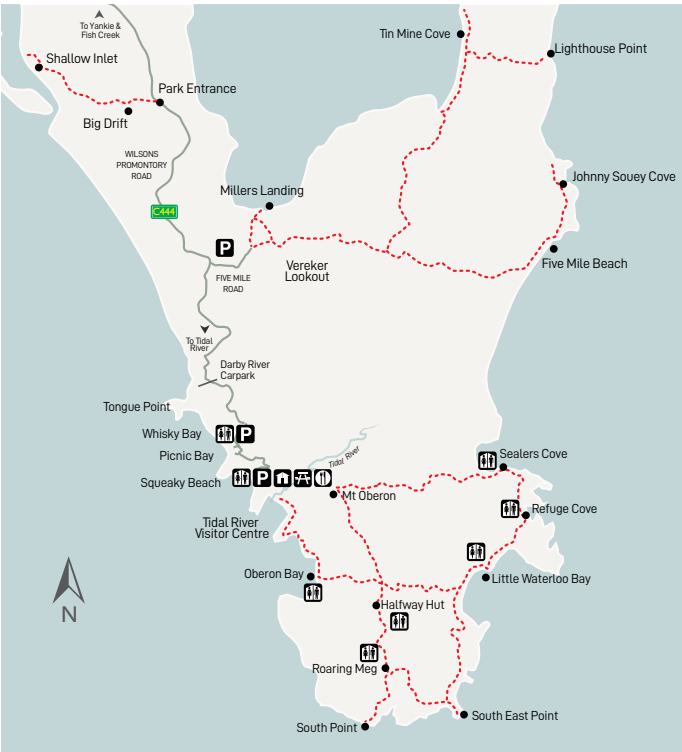 To Yankie &
Fish Creek
Tin Mine Cove
Lighthouse Point
Shallow Inlet
Park Entrance
Big Drift
WILSONS
PROMONTORY
ROAD
Johnny Souey Cove
Millers Landing
C444
P
Vereker
Lookout
Five Mile Beach
FIVE MILE
ROAD
To Tidal
River
Darby River
Carpark
Tongue Point
Whisky Bay
P
Picnic Bay
Tidal River
Sealers Cove
Squeaky Beach
P
Mt Oberon
Refuge Cove
Tidal River
Visitor Centre
Oberon Bay
Little Waterloo Bay
N
Halfway Hut
Roaring Meg
South Point
South East Point